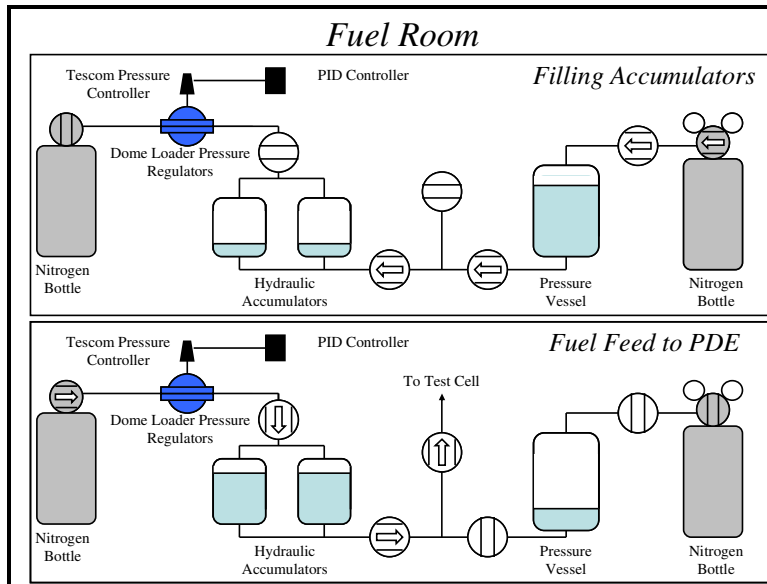 Fuel Room
Tescom Pressure
Controller
PID Controller
Filling Accumulators
Dome Loader Pressure
Regulators
Nitrogen
Bottle
Hydraulic
Accumulators
Pressure
Vessel
Nitrogen
Bottle
Tescom Pressure
Controller
PID Controller
Fuel Feed to PDE
To Test Cell
Dome Loader Pressure
Regulators
Nitrogen
Bottle
Hydraulic
Accumulators
Pressure
Vessel
Nitrogen
Bottle